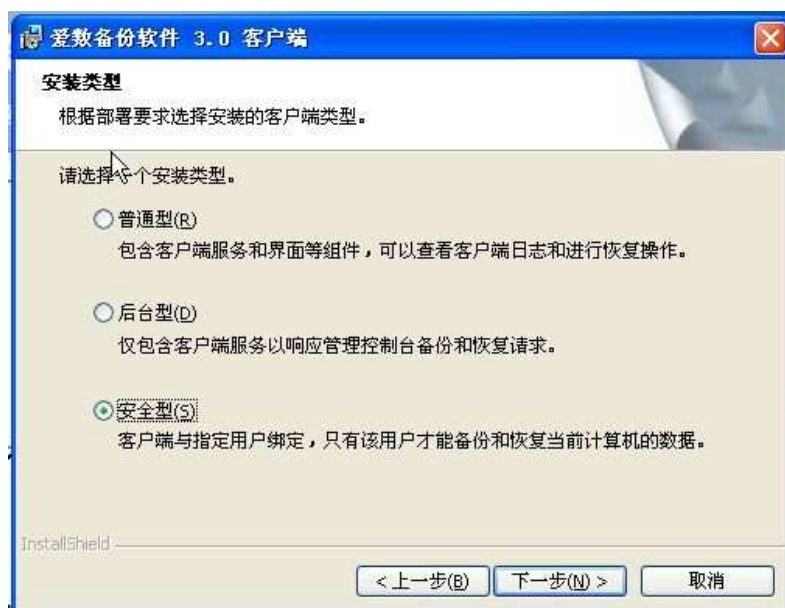 爱数备份软件 3.0 客户端
安装类型
根据部署要求选择安装的客户端类型。
请选择一个安装类型。
普通型(R)
包含客户端服务和界面等组件，可以查看客户端日志和进行恢复操作。
后台型(D)
仅包含客户端服务以响应管理控制台备份和恢复请求。
安全型(S)
客户端与指定用户绑定，只有该用户才能备份和恢复当前计算机的数据。
InstallShield
<上一步(B) 下一步(N)> 取消